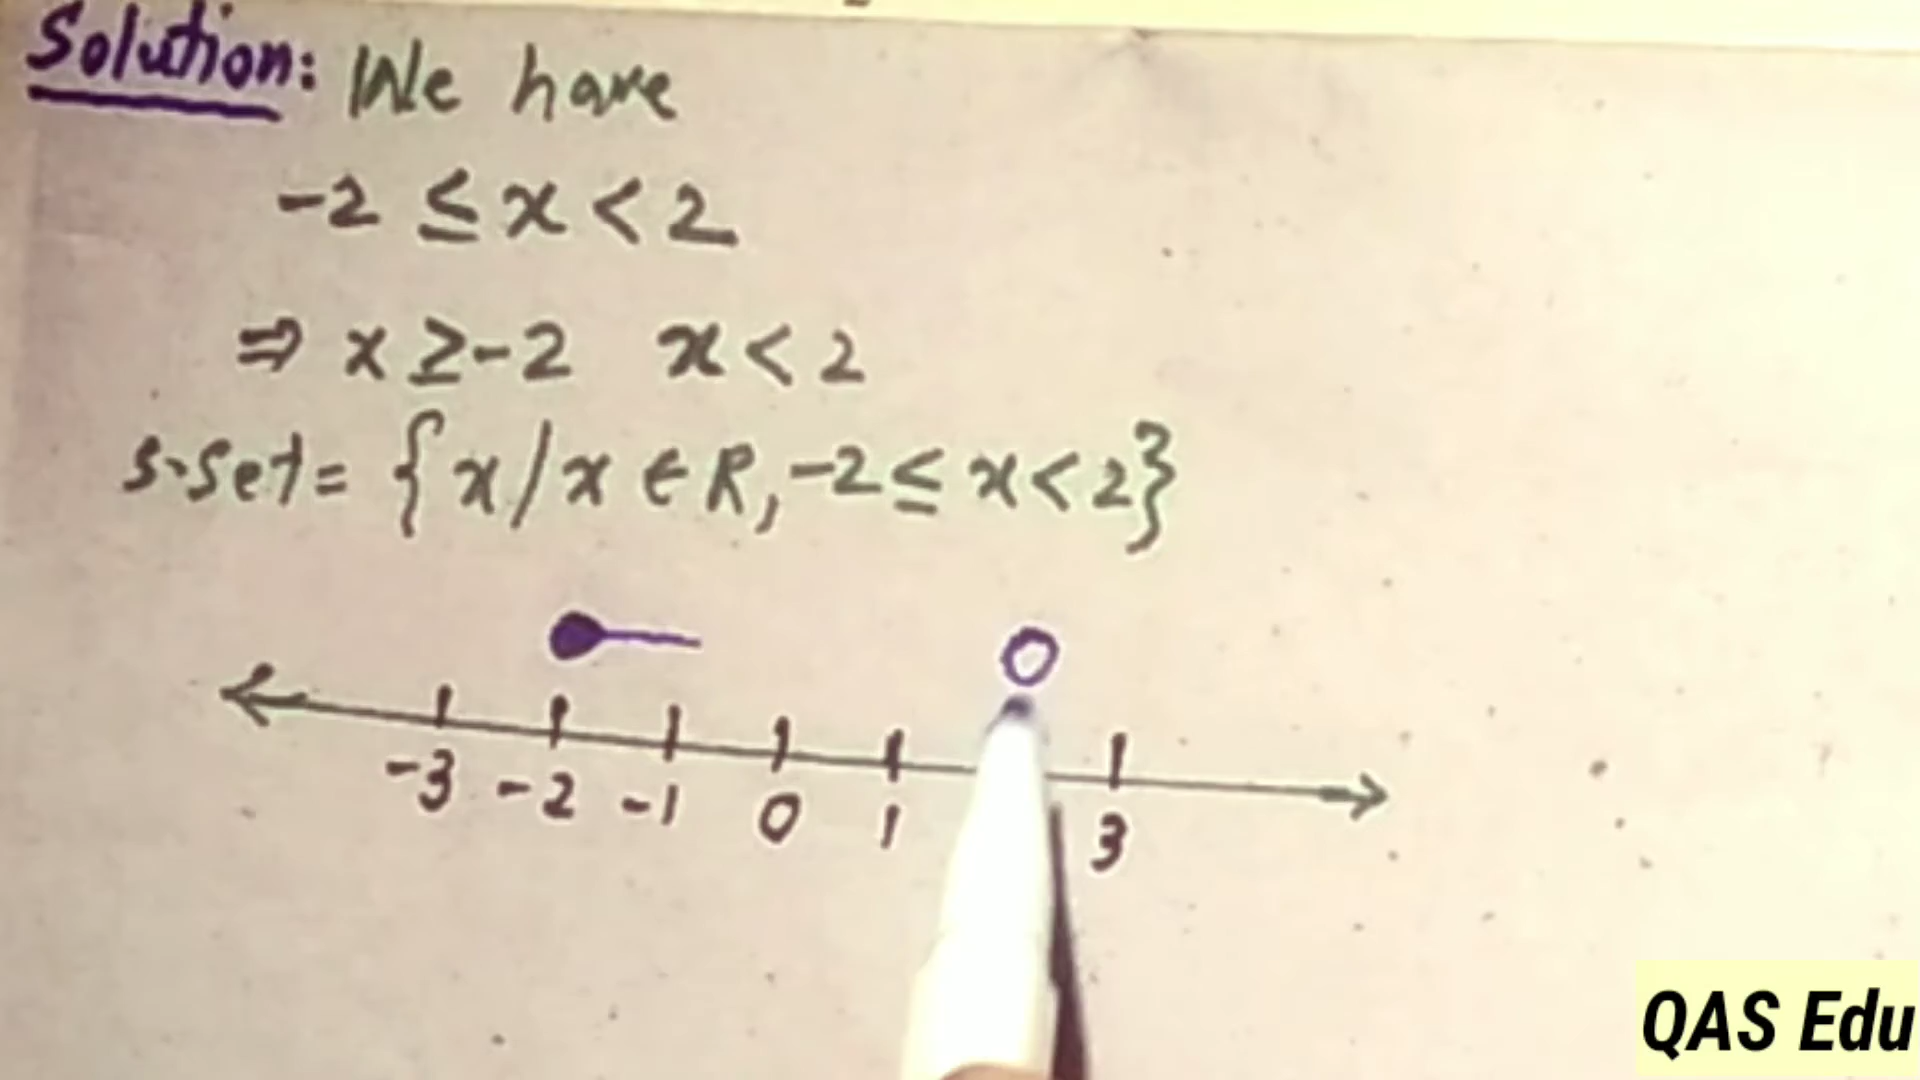 Solution: We have
-2 ≤ x < 2
⇒ x ≥ -2 x < 2
S.Set = {x/x ∈ R, -2 ≤ x < 2}
-3 -2 -1 0 1 3
QAS Edu